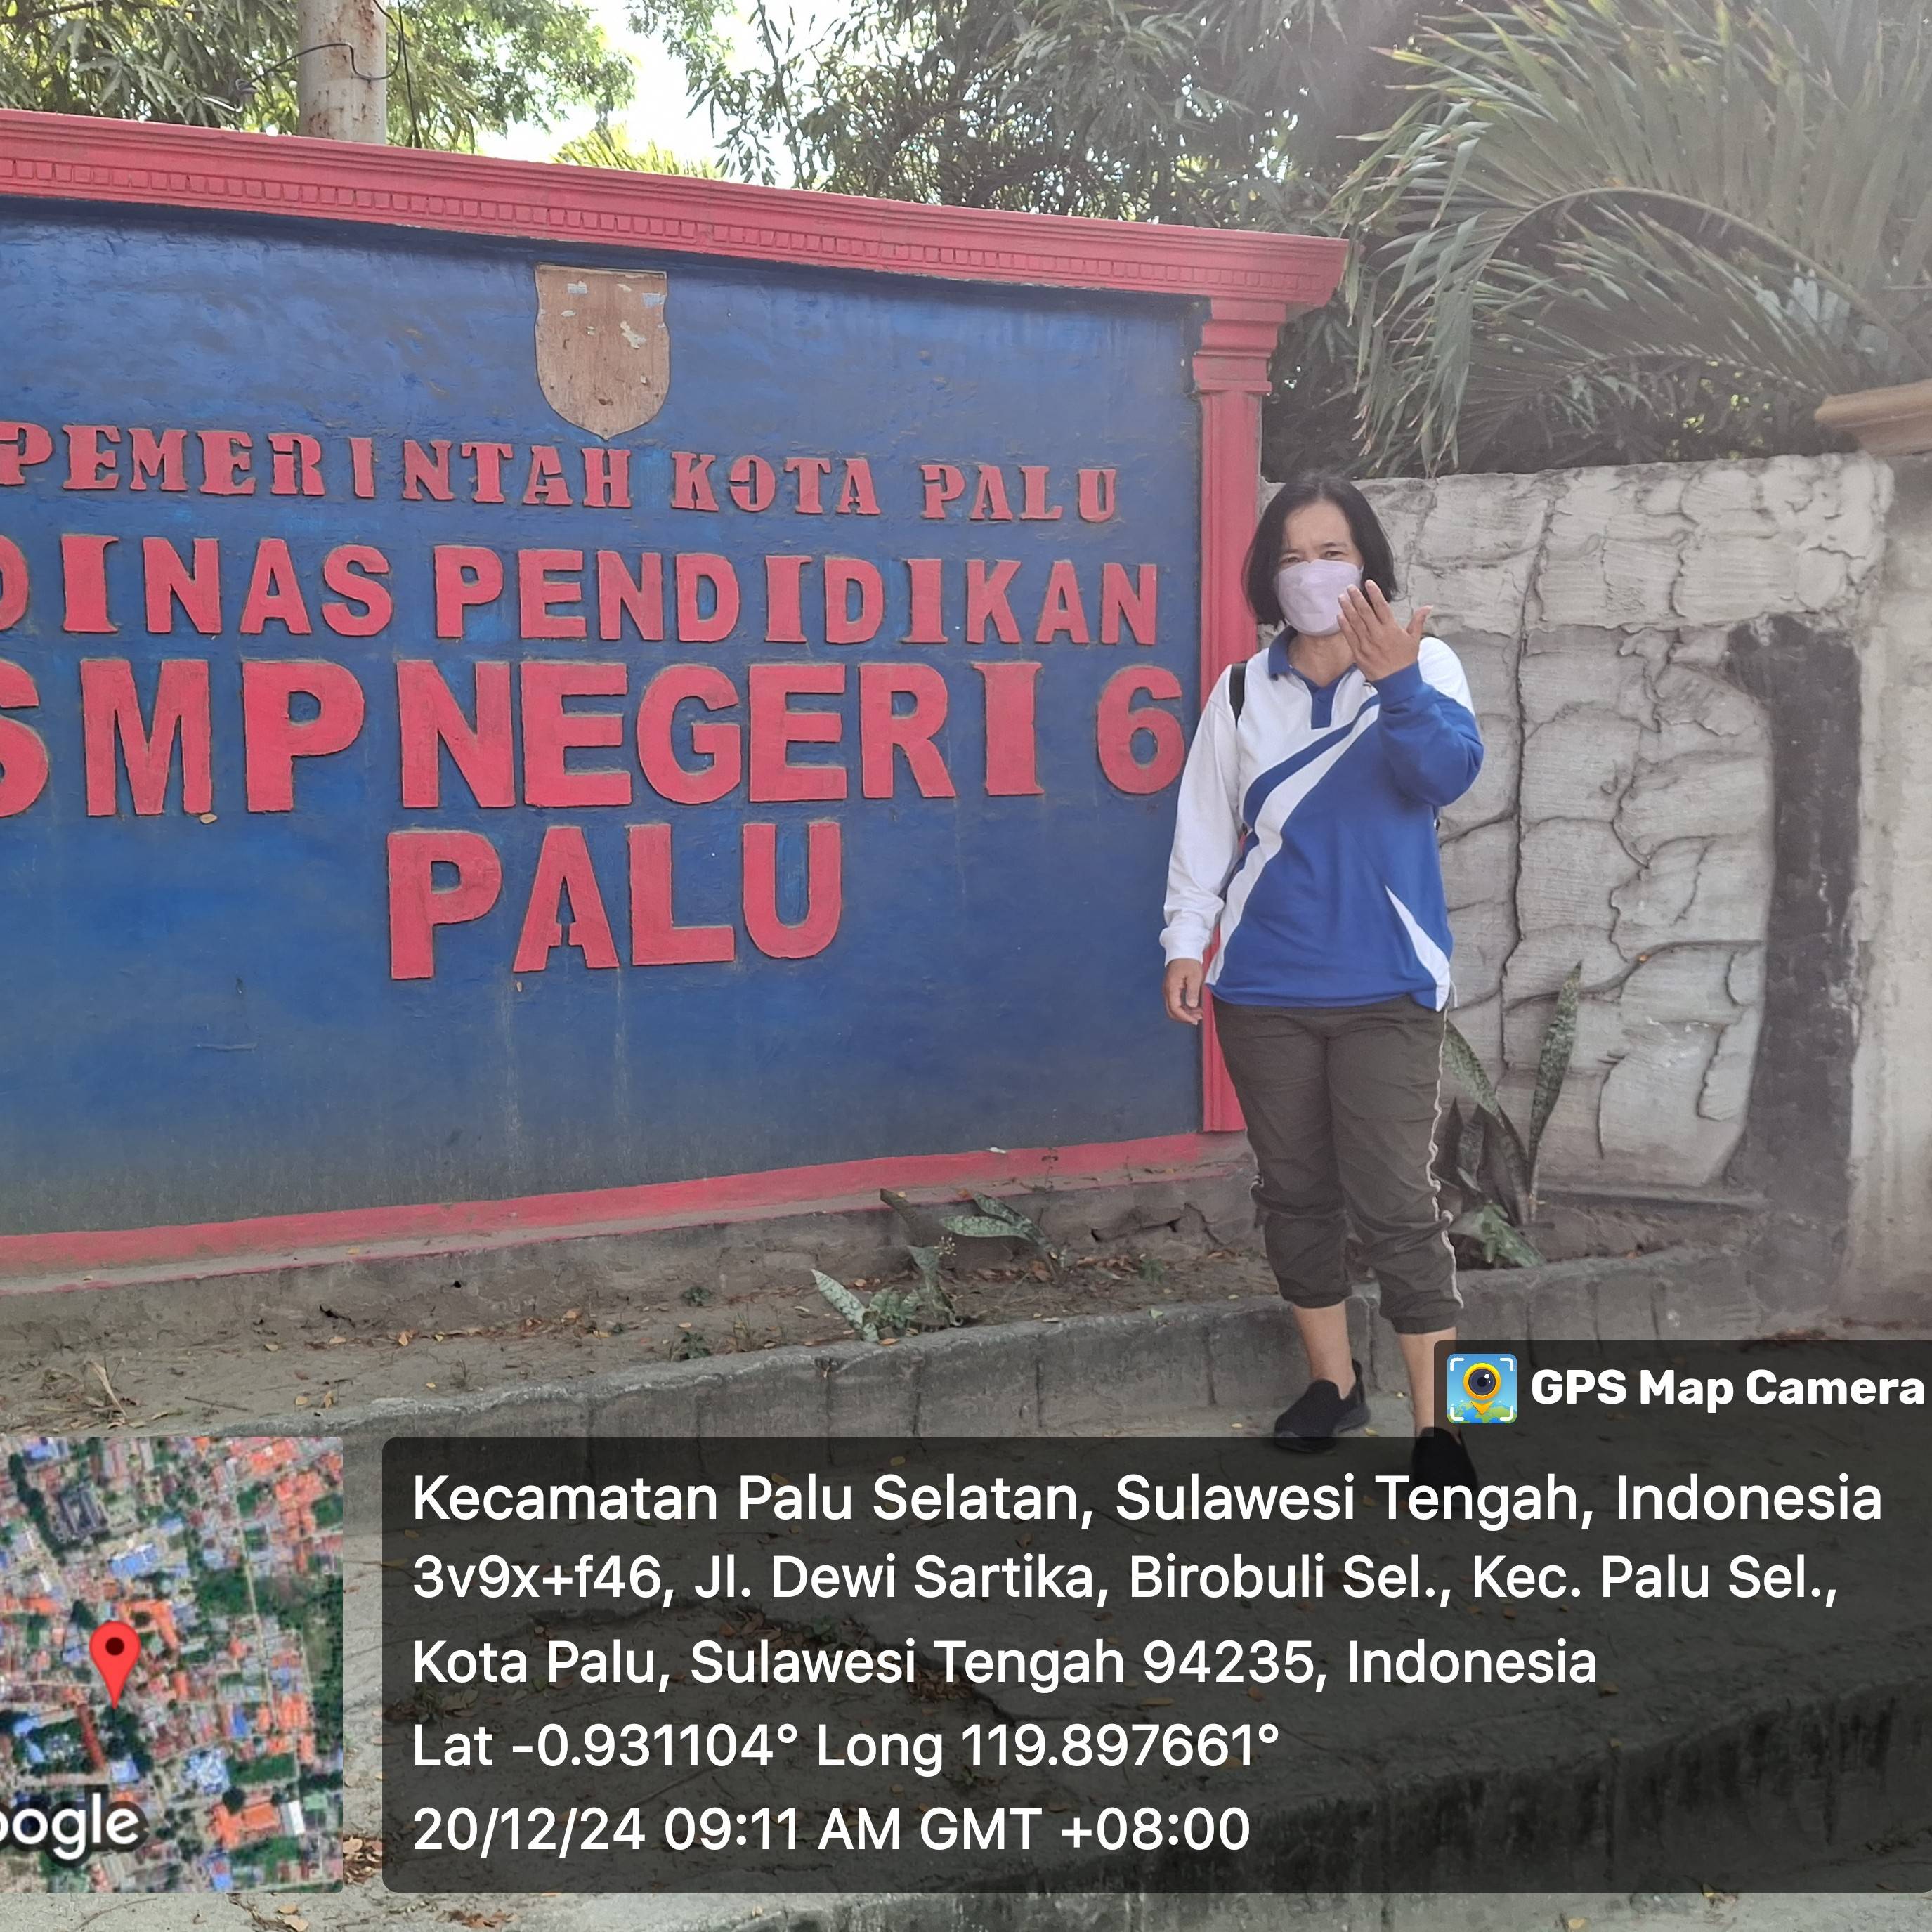 PEMERINTAH KOTA PALU
DINAS PENDIDIKAN
SMP NEGERI 6
PALU
GPS Map Camera
Kecamatan Palu Selatan, Sulawesi Tengah, Indonesia
3v9x+f46, Jl. Dewi Sartika, Birobuli Sel., Kec. Palu Sel.,
Kota Palu, Sulawesi Tengah 94235, Indonesia
Lat -0.931104° Long 119.897661°
20/12/24 09:11 AM GMT +08:00
oogle